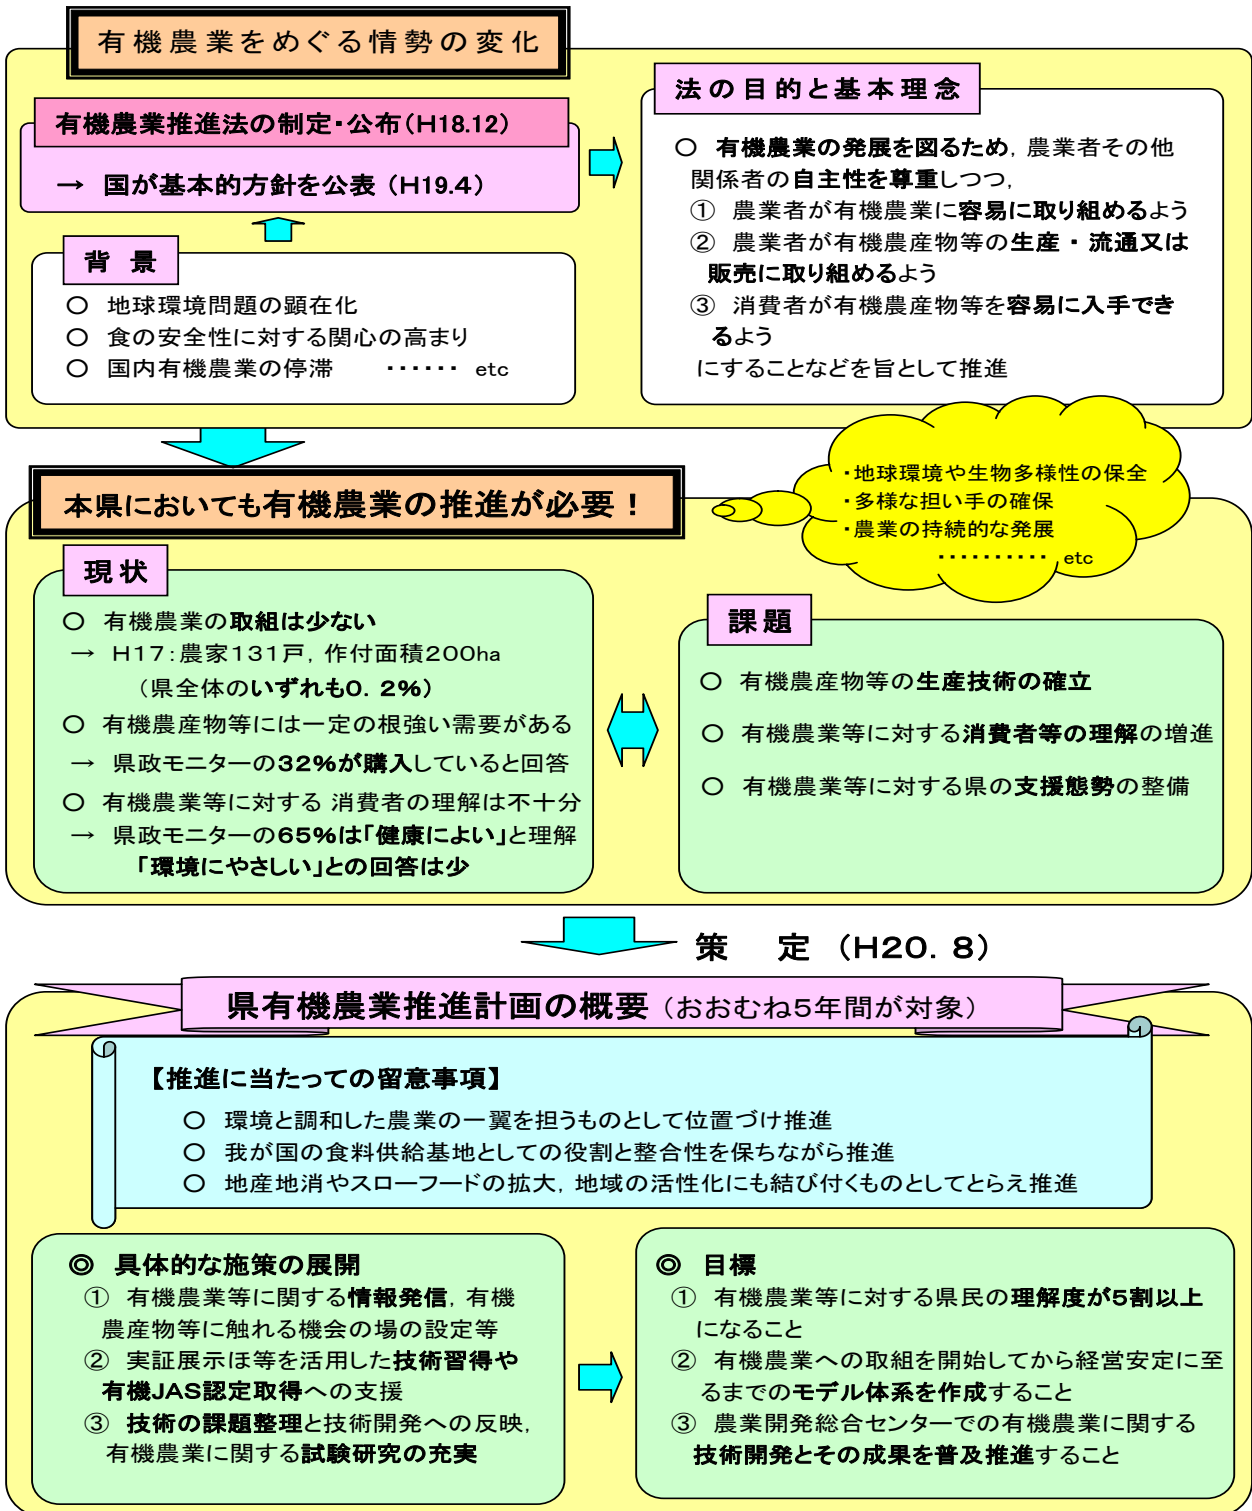 有機農業をめぐる情勢の変化
有機農業推進法の制定・公布(H18.12)
→ 国が基本的方針を公表 (H19.4)
背 景
○ 地球環境問題の顕在化
○ 食の安全性に対する関心の高まり
○ 国内有機農業の停滞 ‥‥‥ etc
法の目的と基本理念
○ 有機農業の発展を図るため，農業者その他
関係者の自主性を尊重しつつ，
① 農業者が有機農業に容易に取り組めるよう
② 農業者が有機農産物等の生産・流通又は
販売に取り組めるよう
③ 消費者が有機農産物等を容易に入手でき
るよう
にすることなどを旨として推進
本県においても有機農業の推進が必要！
・地球環境や生物多様性の保全
・多様な担い手の確保
・農業の持続的な発展
‥‥‥‥‥ etc
現状
○ 有機農業の取組は少ない
→ H17：農家131戸，作付面積200ha
（県全体のいずれも0．2%）
○ 有機農産物等には一定の根強い需要がある
→ 県政モニターの32%が購入していると回答
○ 有機農業等に対する 消費者の理解は不十分
→ 県政モニターの65%は「健康によい」と理解
「環境にやさしい」との回答は少
課題
○ 有機農産物等の生産技術の確立
○ 有機農業等に対する消費者等の理解の増進
○ 有機農業等に対する県の支援態勢の整備
策 定 （H20．8）
県有機農業推進計画の概要（おおむね5年間が対象）
【推進に当たっての留意事項】
○ 環境と調和した農業の一翼を担うものとして位置づけ推進
○ 我が国の食料供給基地としての役割と整合性を保ちながら推進
○ 地産地消やスローフードの拡大，地域の活性化にも結び付くものとしてとらえ推進
◎ 具体的な施策の展開
① 有機農業等に関する情報発信，有機
農産物等に触れる機会の場の設定等
② 実証展示ほ等を活用した技術習得や
有機JAS認定取得への支援
③ 技術の課題整理と技術開発への反映，
有機農業に関する試験研究の充実
◎ 目標
① 有機農業等に対する県民の理解度が5割以上
になること
② 有機農業への取組を開始してから経営安定に至
るまでのモデル体系を作成すること
③ 農業開発総合センターでの有機農業に関する
技術開発とその成果を普及推進すること